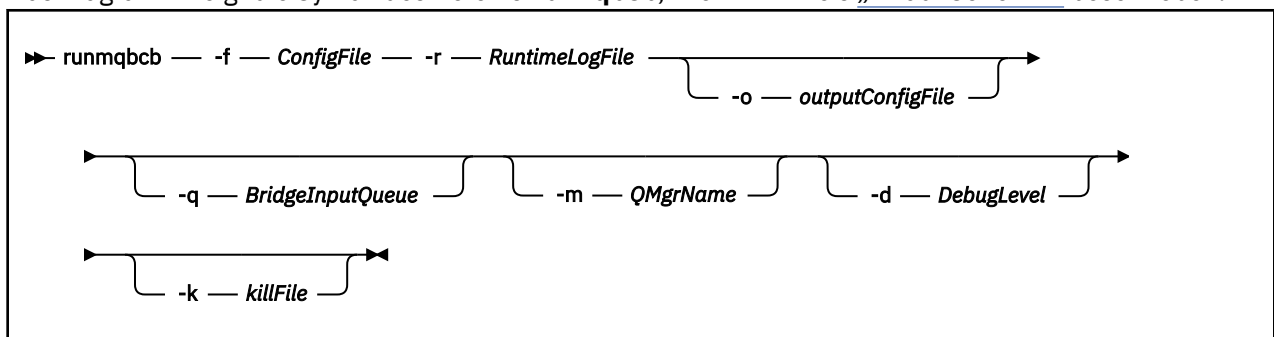 runmqbcb -f ConfigFile -r RuntimeLogFile
-o outputConfigFile
-q BridgeInputQueue -m QMgrName -d DebugLevel
-k killFile